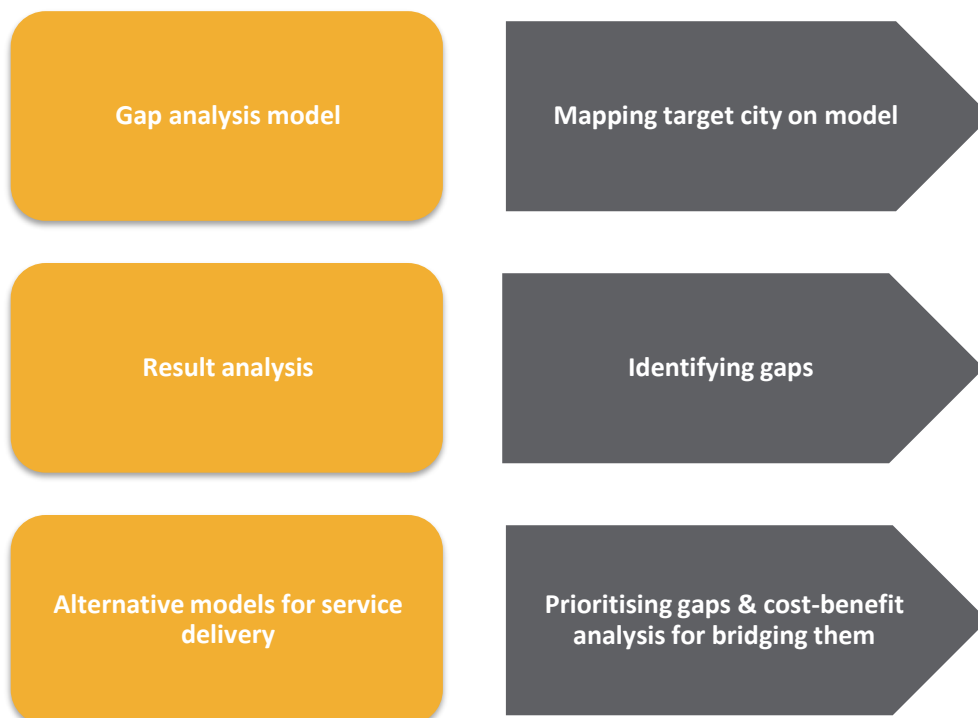 Gap analysis model
Mapping target city on model
Result analysis
Identifying gaps
Alternative models for service
delivery
Prioritising gaps & cost-benefit
analysis for bridging them